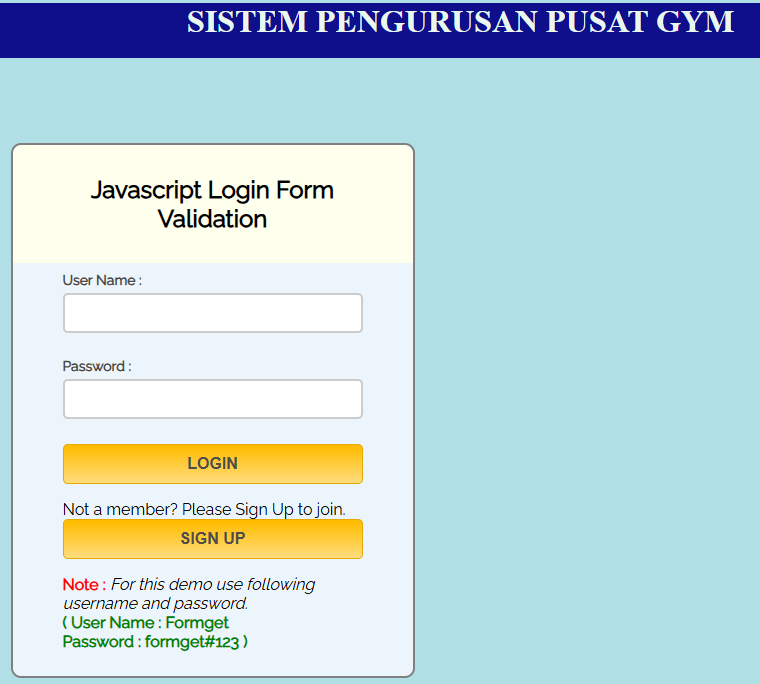 SISTEM PENGURUSAN PUSAT GYM
Javascript Login Form
Validation
User Name :
Password :
LOGIN
Not a member? Please Sign Up to join.
SIGN UP
Note : For this demo use following
username and password.
( User Name : Formget
Password : formget#123 )